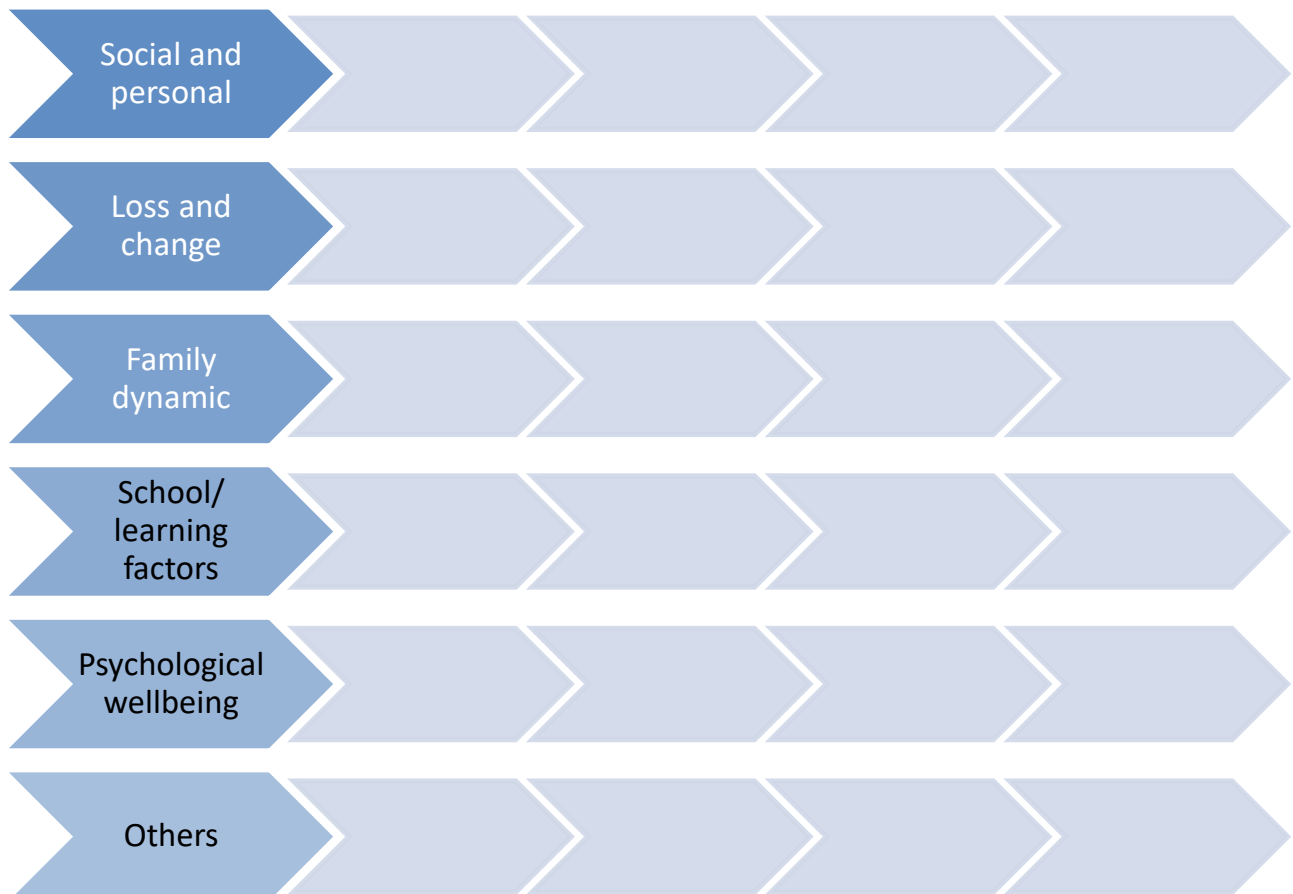 Social and
personal
Loss and
change
Family
dynamic
School/
learning
factors
Psychological
wellbeing
Others